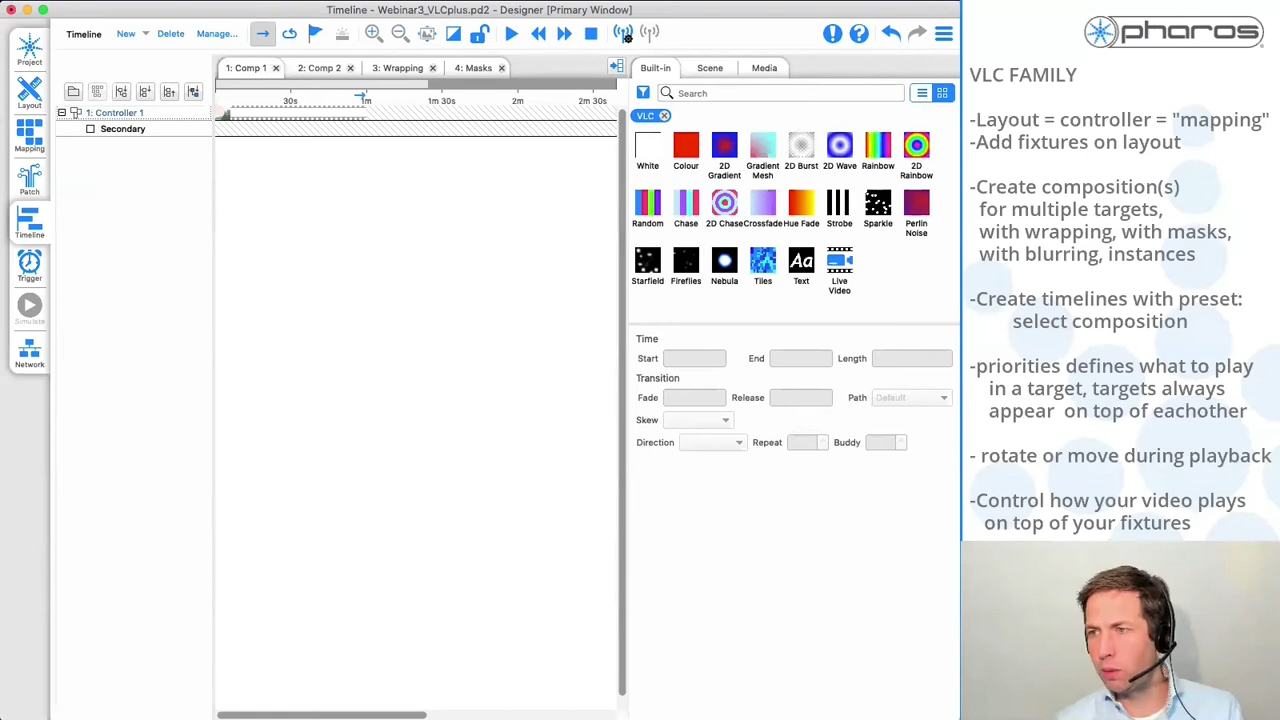 Timeline - Webinar3_VLCplus.pd2 - Designer [Primary Window]
Timeline New Delete Manage...
Project
Layout
Mapping
Patch
Timeline
Trigger
Simulate
Network
1: Comp 1 2: Comp 2 3: Wrapping 4: Masks
30s 1m 1m 30s 2m 2m 30s
1: Controller 1
Secondary
Built-in Scene Media
Search
VLC
White Colour 2D Gradient Gradient Mesh 2D Burst 2D Wave Rainbow 2D Rainbow
Random Chase 2D Chase Crossfade Hue Fade Strobe Sparkle Perlin Noise
Starfield Fireflies Nebula Tiles Text Live Video
Aa
Time
Start End Length
Transition
Fade Release Path Default
Skew
Direction Repeat Buddy
pharos
VLC FAMILY
-Layout = controller = "mapping"
-Add fixtures on layout
-Create composition(s)
for multiple targets,
with wrapping, with masks,
with blurring, instances
-Create timelines with preset:
select composition
-priorities defines what to play
in a target, targets always
appear on top of eachother
- rotate or move during playback
-Control how your video plays
on top of your fixtures